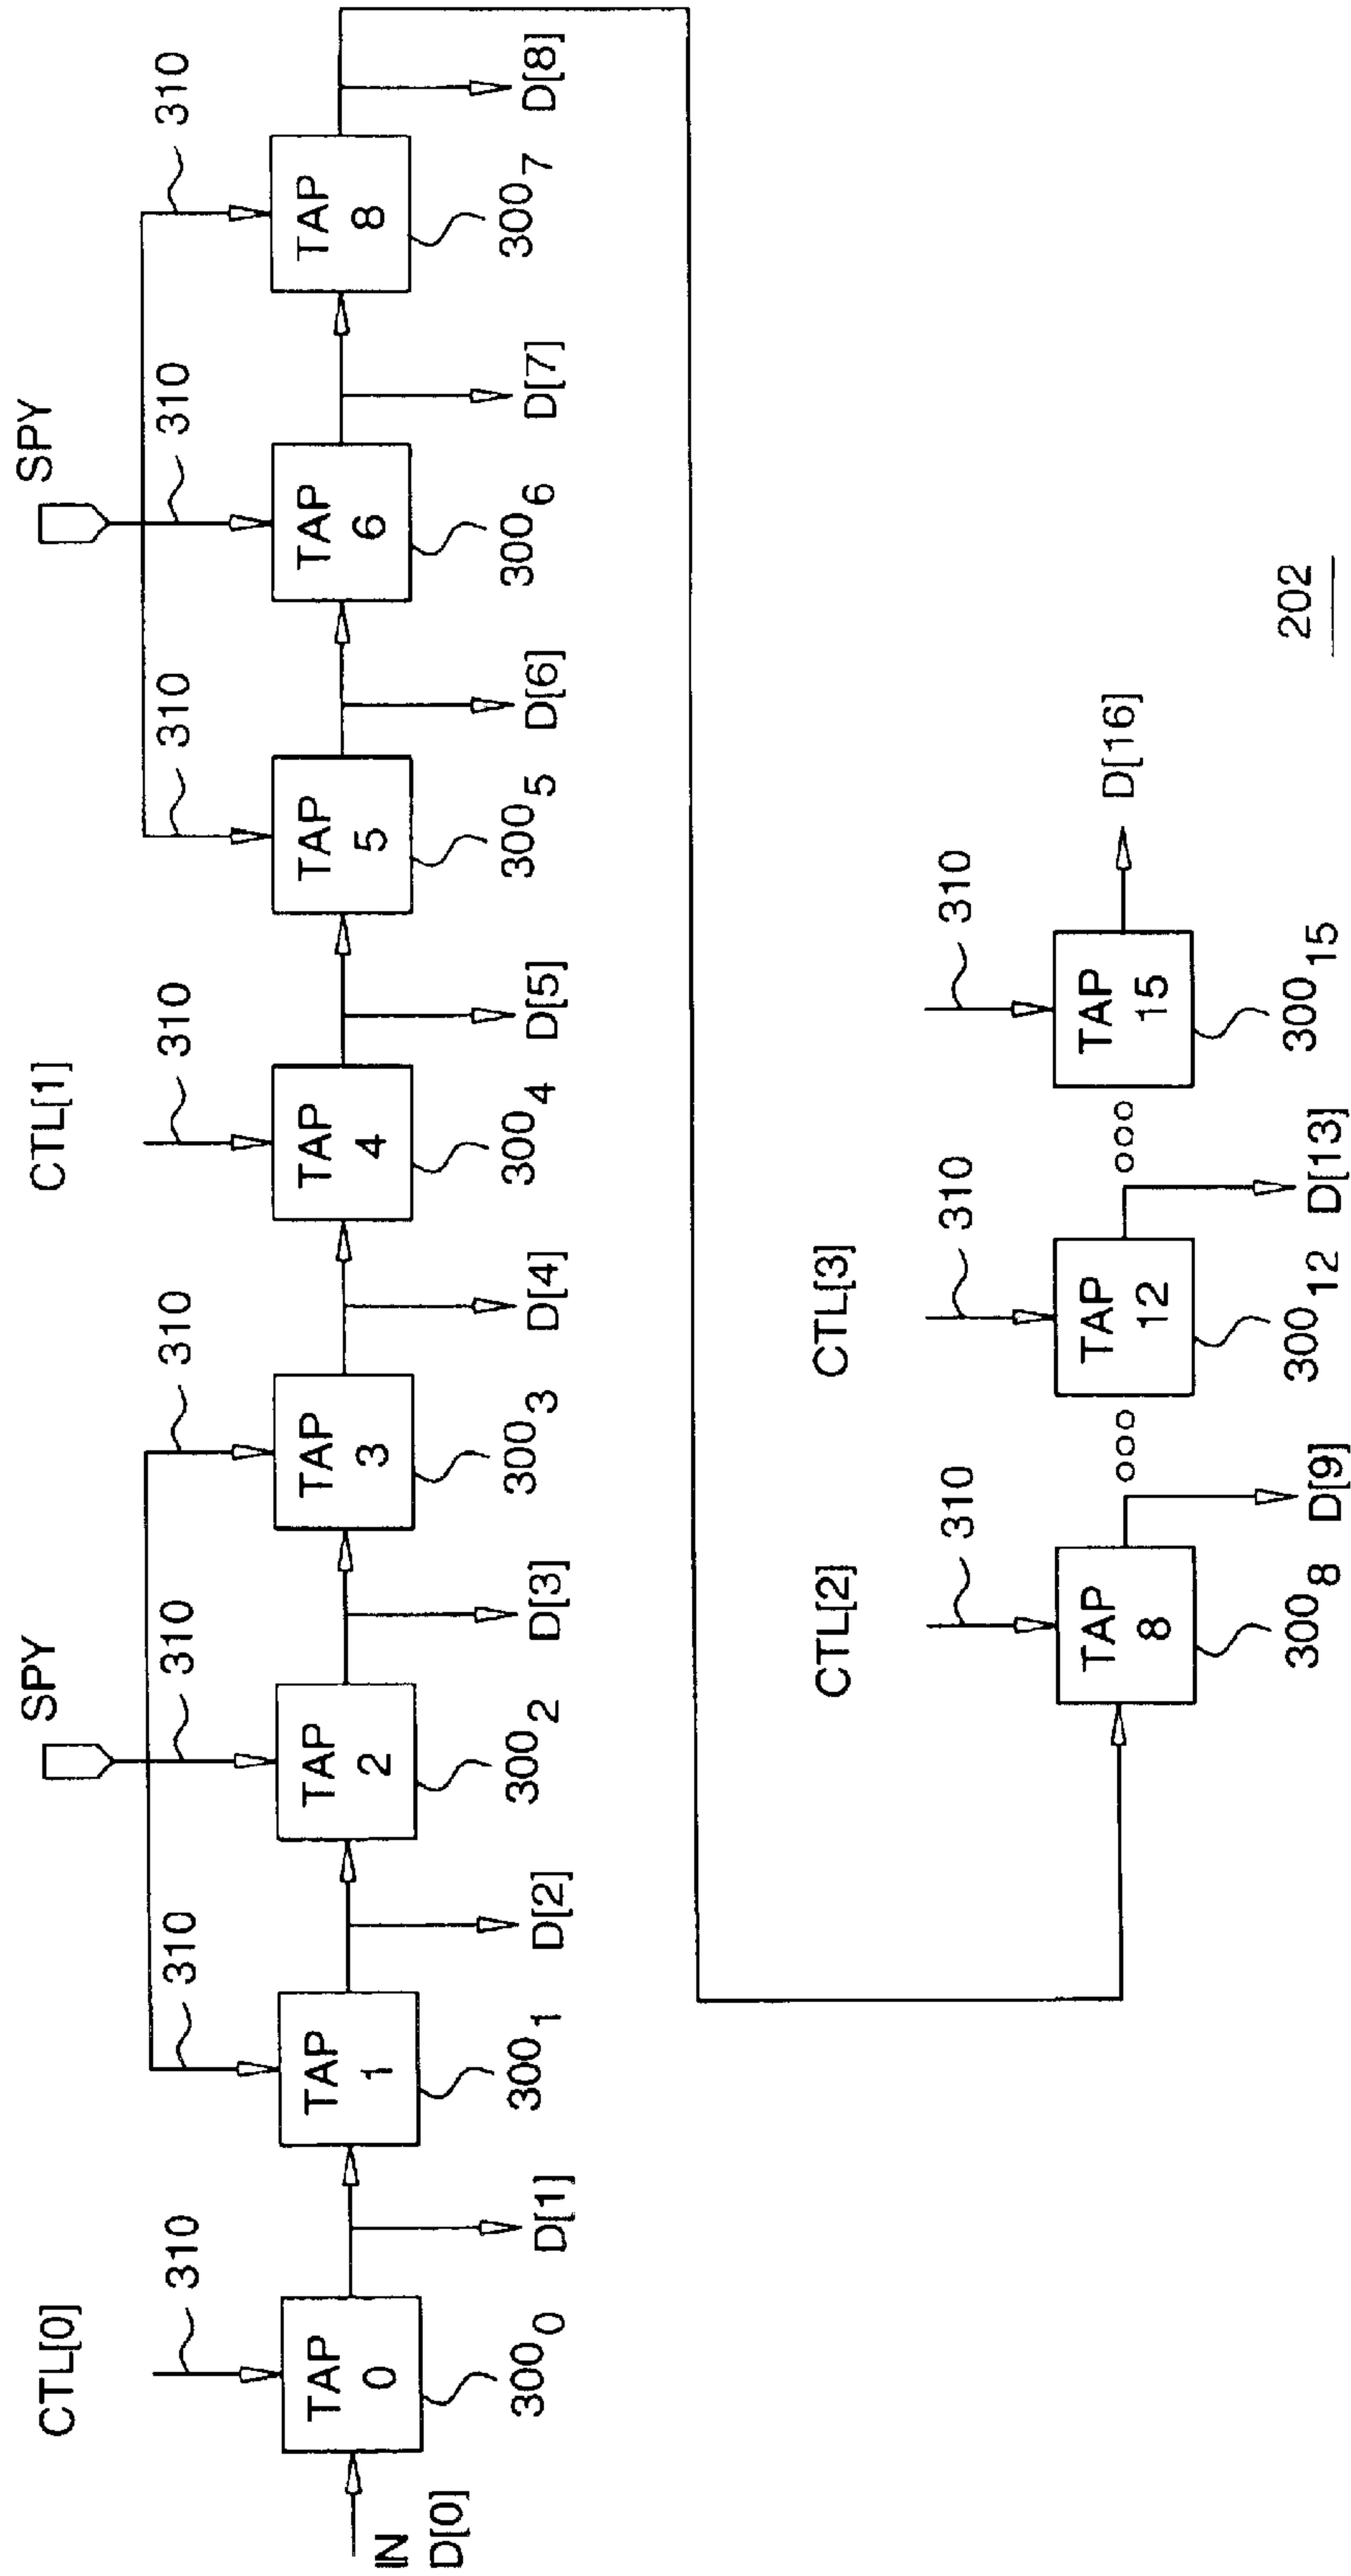 CTL[0]
SPY
CTL[1]
SPY
310
310
310
310
310
310
310
310
IN
D[0]
TAP
0
TAP
1
TAP
2
TAP
3
TAP
4
TAP
5
TAP
6
TAP
8
300₀
300₁
300₂
300₃
300₄
300₅
300₆
300₇
D[1]
D[2]
D[3]
D[4]
D[5]
D[6]
D[7]
D[8]
CTL[2]
CTL[3]
310
310
310
TAP
8
TAP
12
TAP
15
D[16]
300₈
300₁₂
300₁₅
D[9]
D[13]
202